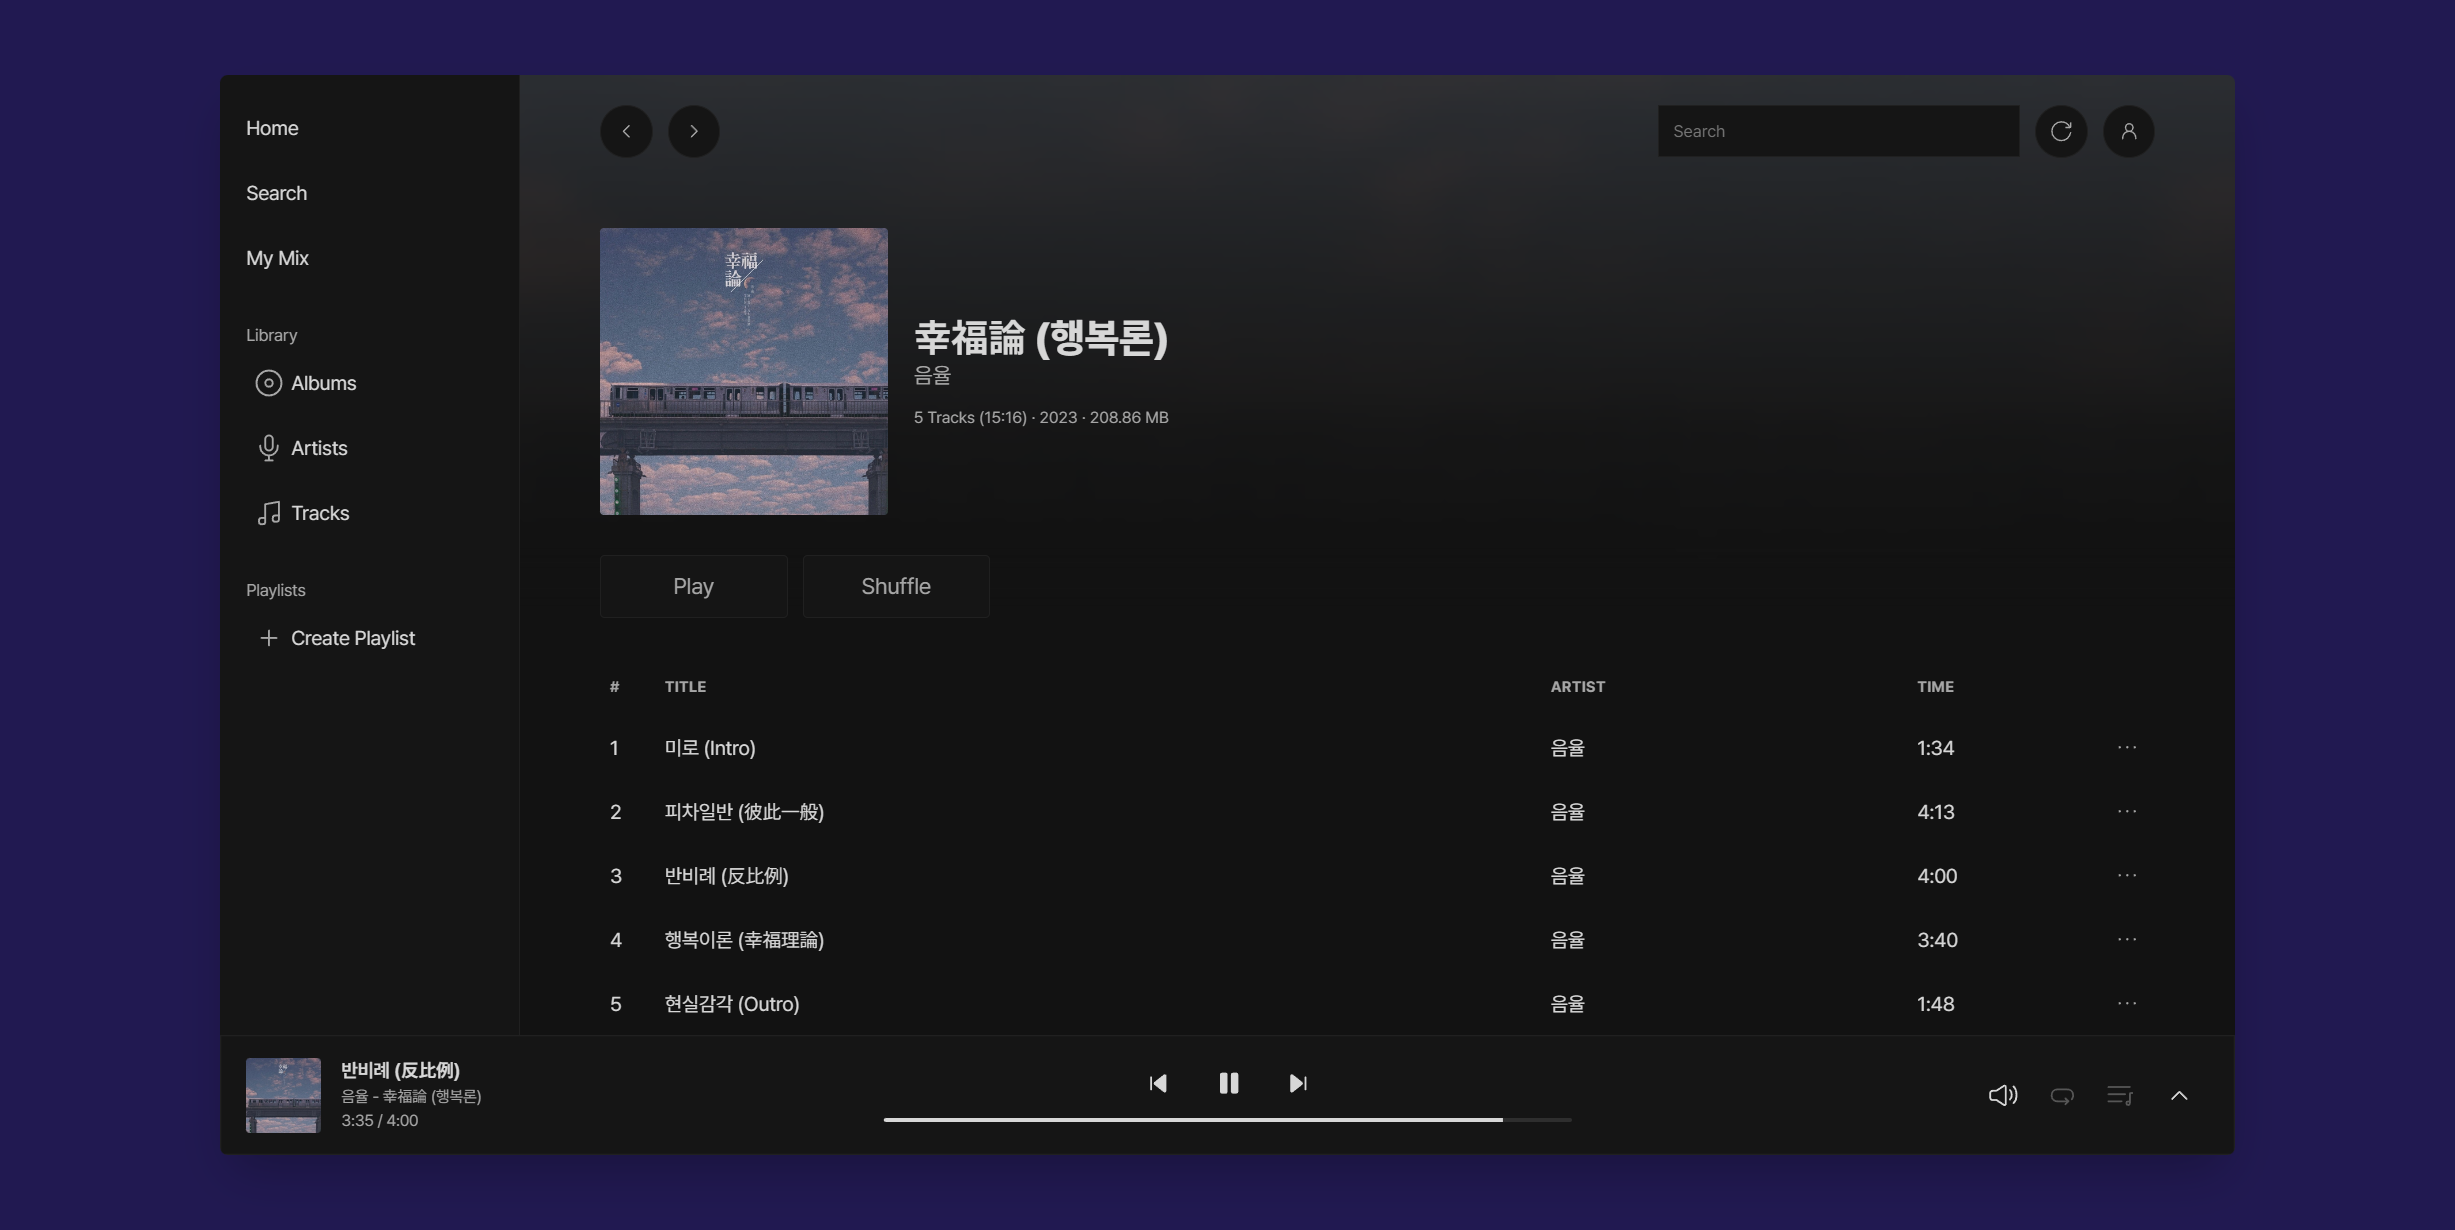 Home
Search
My Mix
Library
Albums
Artists
Tracks
Playlists
Create Playlist
Search
幸福
論
幸福論 (행복론)
음율
5 Tracks (15:16) · 2023 · 208.86 MB
Play
Shuffle
# TITLE ARTIST TIME
1 미로 (Intro) 음율 1:34
2 피차일반 (彼此一般) 음율 4:13
3 반비례 (反比例) 음율 4:00
4 행복이론 (幸福理論) 음율 3:40
5 현실감각 (Outro) 음율 1:48
반비례 (反比例)
음율 - 幸福論 (행복론)
3:35 / 4:00